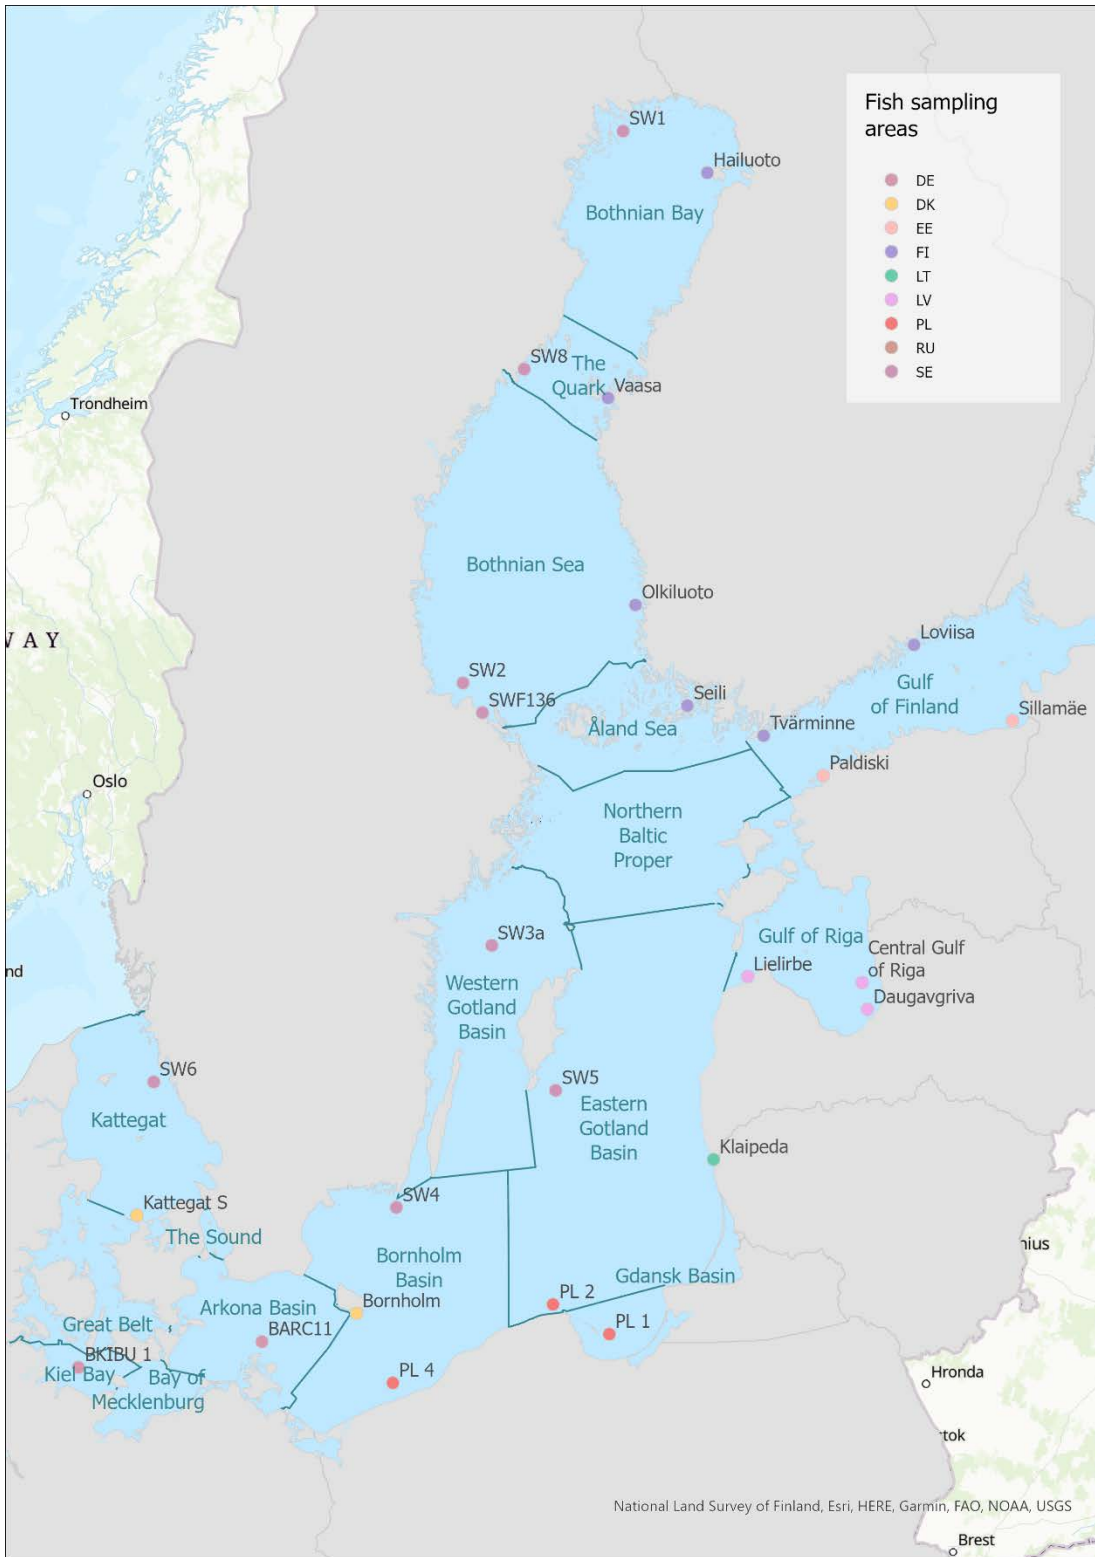 Fish sampling
areas
DE
DK
EE
FI
LT
LV
PL
RU
SE
SW1
Hailuoto
Bothnian Bay
SW8
The
Quark
Vaasa
Trondheim
Bothnian Sea
Olkiluoto
Loviisa
WAY
SW2
SWF136
Seili
Gulf
of Finland
Sillamäe
Åland Sea
Tvärminne
Paldiski
Oslo
Northern
Baltic
Proper
SW3a
Gulf of Riga
Central Gulf
of Riga
Lielirbe
nd
Western
Gotland
Basin
Daugavgriva
SW6
Kattegat
SW5
Eastern
Gotland
Basin
Klaipeda
Kattegat S
SW4
The Sound
Bornholm
Basin
nius
Gdansk Basin
PL 2
Arkona Basin
Bornholm
Great Belt
BARC11
PL 1
BKIBU 1
Kiel Bay
Bay of
Mecklenburg
PL 4
Hronda
stok
National Land Survey of Finland, Esri, HERE, Garmin, FAO, NOAA, USGS
Brest